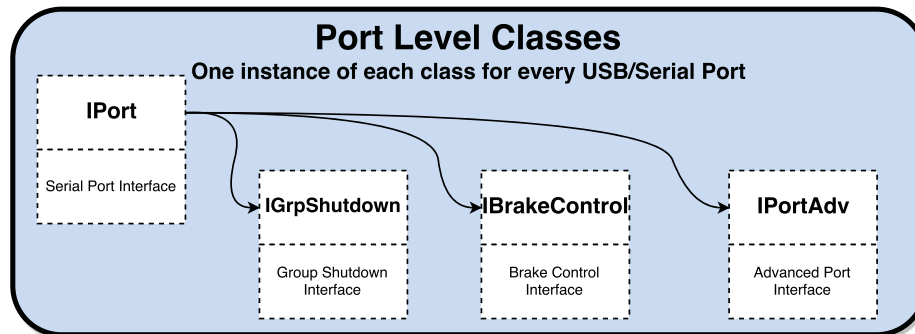 Port Level Classes
One instance of each class for every USB/Serial Port
IPort
Serial Port Interface
IGrpShutdown
Group Shutdown
Interface
IBrakeControl
Brake Control
Interface
IPortAdv
Advanced Port
Interface